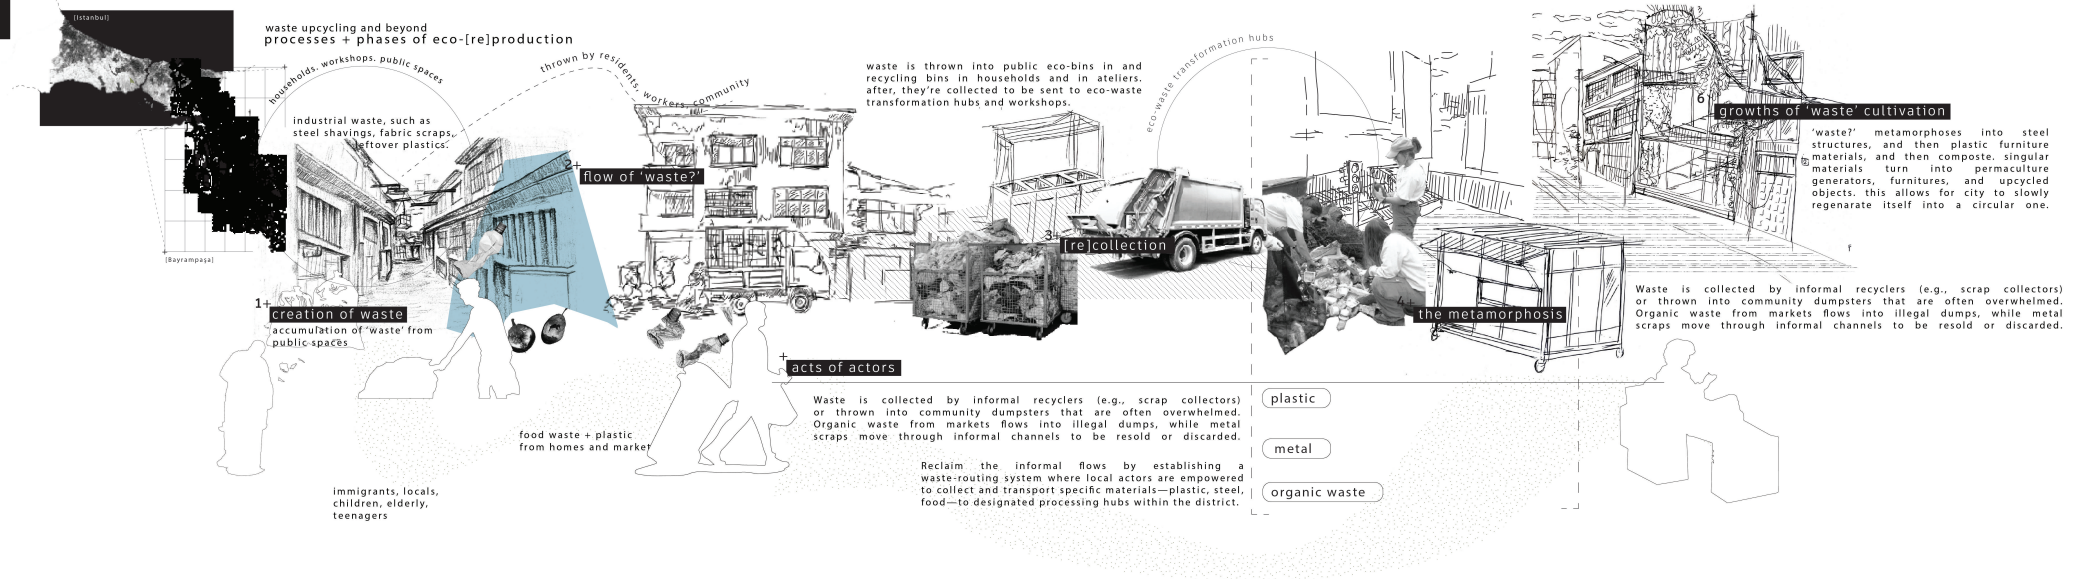 [Istanbul]
waste upcycling and beyond
processes + phases of eco-[re]production
households. workshops. public spaces
thrown by residents, workers, community
industrial waste, such as
steel shavings, fabric scraps,
leftover plastics.
[Bayrampaşa]
1+
creation of waste
accumulation of 'waste' from
public spaces
immigrants, locals,
children, elderly,
teenagers
2+
flow of 'waste?'
food waste + plastic
from homes and market
waste is thrown into public eco-bins in and
recycling bins in households and in ateliers.
after, they're collected to be sent to eco-waste
transformation hubs and workshops.
3+
[re]collection
eco-waste transformation hubs
+
acts of actors
Waste is collected by informal recyclers (e.g., scrap collectors)
or thrown into community dumpsters that are often overwhelmed.
Organic waste from markets flows into illegal dumps, while metal
scraps move through informal channels to be resold or discarded.
Reclaim the informal flows by establishing a
waste-routing system where local actors are empowered
to collect and transport specific materials—plastic, steel,
food—to designated processing hubs within the district.
4+
the metamorphosis
plastic
metal
organic waste
6
growths of 'waste' cultivation
'waste?' metamorphoses into steel
structures, and then plastic furniture
materials, and then composte. singular
materials turn into permaculture
generators, furnitures, and upcycled
objects. this allows for city to slowly
regenarate itself into a circular one.
Waste is collected by informal recyclers (e.g., scrap collectors)
or thrown into community dumpsters that are often overwhelmed.
Organic waste from markets flows into illegal dumps, while metal
scraps move through informal channels to be resold or discarded.